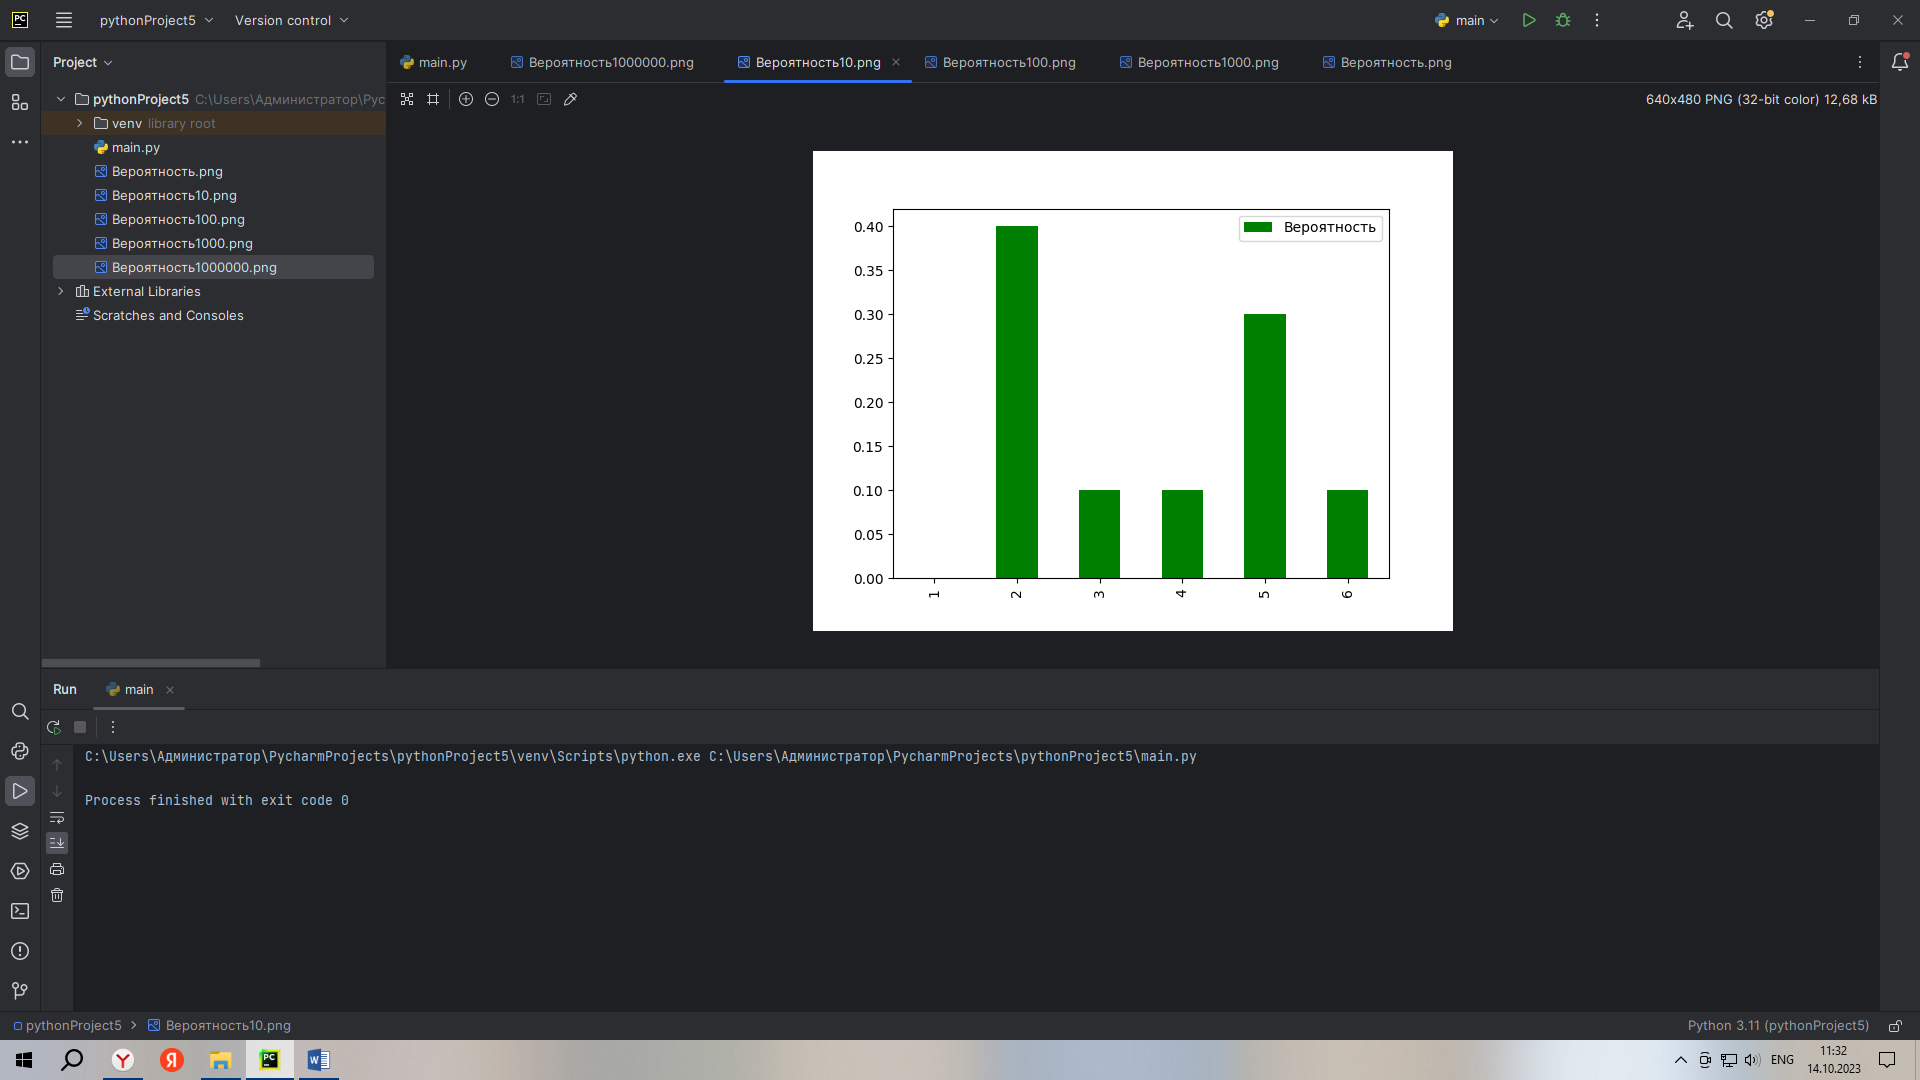 PC pythonProject5 Version control main
Project
main.py Вероятность1000000.png Вероятность10.png Вероятность100.png Вероятность1000.png Вероятность.png
1:1 640x480 PNG (32-bit color) 12,68 kB
pythonProject5 C:\Users\Администратор\Pyc
venv library root
main.py
Вероятность.png
Вероятность10.png
Вероятность100.png
Вероятность1000.png
Вероятность1000000.png
External Libraries
Scratches and Consoles
Вероятность
0.40
0.35
0.30
0.25
0.20
0.15
0.10
0.05
0.00
1 2 3 4 5 6
Run main
C:\Users\Администратор\PycharmProjects\pythonProject5\venv\Scripts\python.exe C:\Users\Администратор\PycharmProjects\pythonProject5\main.py
Process finished with exit code 0
pythonProject5 Вероятность10.png Python 3.11 (pythonProject5)
Y Я PC W ENG 11:32
14.10.2023